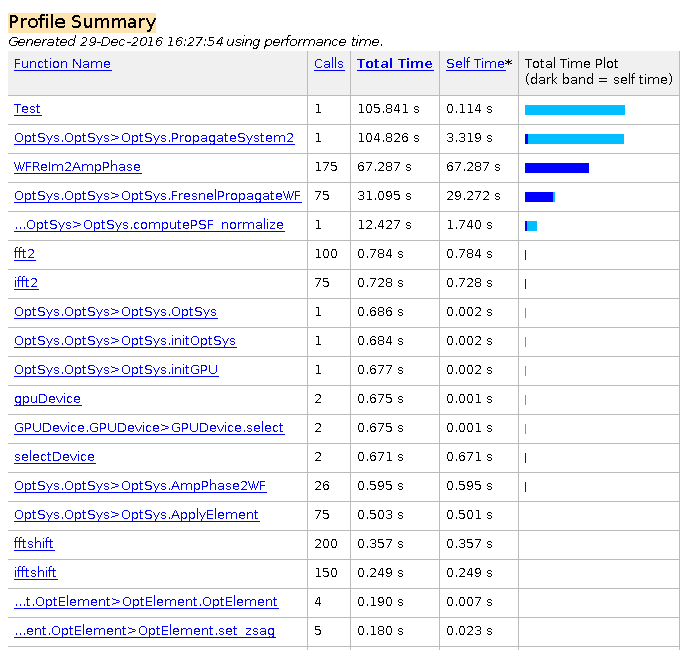 Profile Summary
Generated 29-Dec-2016 16:27:54 using performance time.
Function Name Calls Total Time Self Time* Total Time Plot
(dark band = self time)
Test 1 105.841 s 0.114 s
OptSys.OptSys>OptSys.PropagateSystem2 1 104.826 s 3.319 s
WFReIm2AmpPhase 175 67.287 s 67.287 s
OptSys.OptSys>OptSys.FresnelPropagateWF 75 31.095 s 29.272 s
...OptSys>OptSys.computePSF_normalize 1 12.427 s 1.740 s
fft2 100 0.784 s 0.784 s
ifft2 75 0.728 s 0.728 s
OptSys.OptSys>OptSys.OptSys 1 0.686 s 0.002 s
OptSys.OptSys>OptSys.initOptSys 1 0.684 s 0.002 s
OptSys.OptSys>OptSys.initGPU 1 0.677 s 0.002 s
gpuDevice 2 0.675 s 0.001 s
GPUDevice.GPUDevice>GPUDevice.select 2 0.675 s 0.001 s
selectDevice 2 0.671 s 0.671 s
OptSys.OptSys>OptSys.AmpPhase2WF 26 0.595 s 0.595 s
OptSys.OptSys>OptSys.ApplyElement 75 0.503 s 0.501 s
fftshift 200 0.357 s 0.357 s
ifftshift 150 0.249 s 0.249 s
...t.OptElement>OptElement.OptElement 4 0.190 s 0.007 s
...ent.OptElement>OptElement.set_zsag 5 0.180 s 0.023 s